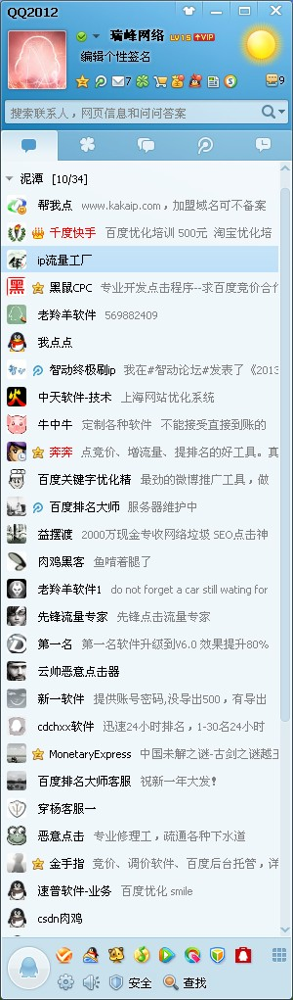 QQ2012
瑞峰网络 LV15 VIP
编辑个性签名
7 9
搜索联系人，网页信息和问问答案
泥潭 [10/34]
帮我点 www.kakaip.com，加盟域名可不备案
千度快手 百度优化培训 500元 淘宝优化培
ip流量工厂
黑 黑鼠CPC 专业开发点击程序--求百度竞价合作
老羚羊软件 569882409
我点点
智动终极刷ip 我在#智动论坛#发表了《2013
中天软件-技术 上海网站优化系统
牛中牛 定制各种软件 不能接受直接到账的
奔奔 点竞价、增流量、提排名的好工具。真
百度关键字优化精 最劲的微博推广工具，做
百度排名大师 服务器维护中
益摆渡 2000万现金专收网络垃圾 SEO点击神
肉鸡黑客 鱼啃着腿了
老羚羊软件1 do not forget a car still wating for
先锋流量专家 先锋点击流量专家
第一名 第一名软件升级到V6.0 效果提升80%
云帅恶意点击器
新一软件 提供账号密码,没导出500，有导出
cdchxx软件 迅速24小时排名，1-30名24小时
MonetaryExpress 中国未解之谜-古剑之谜越王
百度排名大师客服 祝新一年大发！
穿杨客服一
恶意点击 专业修理工，疏通各种下水道
金手指 竞价、调价软件、百度后台托管，详
速普软件-业务 百度优化 smile
csdn肉鸡
安全 查找